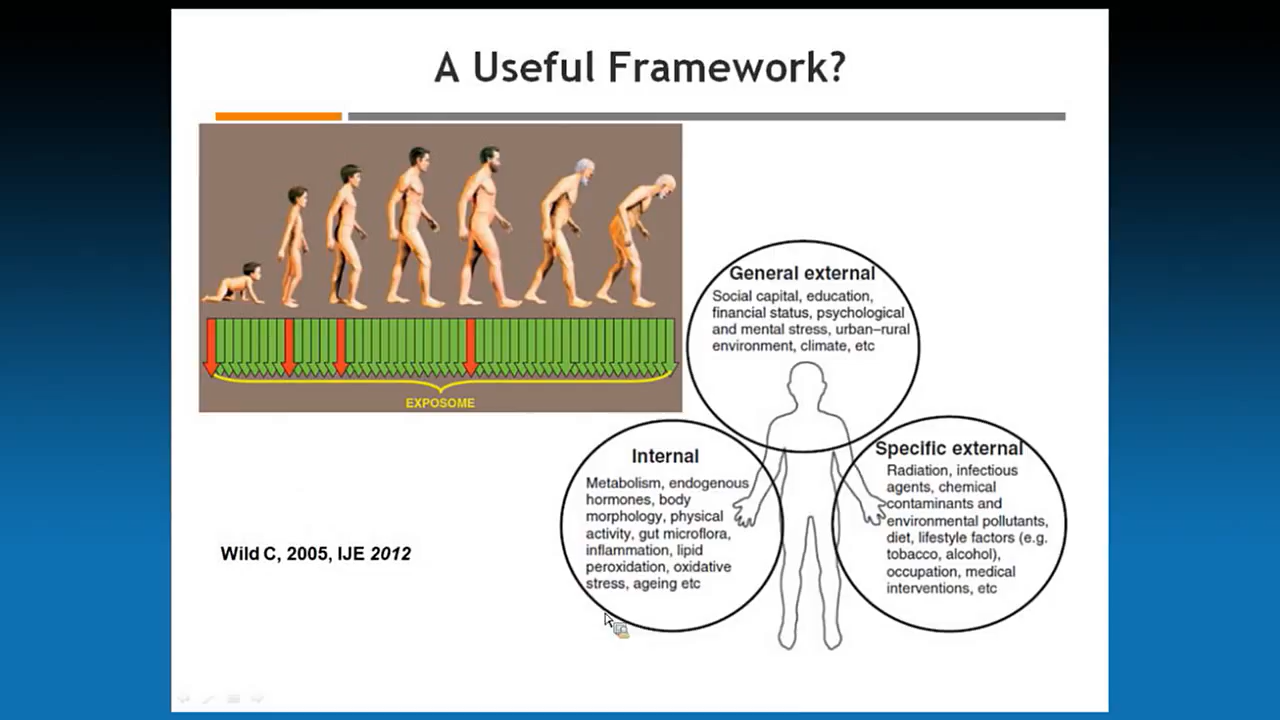 A Useful Framework?
EXPOSOME
General external
Social capital, education,
financial status, psychological
and mental stress, urban–rural
environment, climate, etc
Internal
Metabolism, endogenous
hormones, body
morphology, physical
activity, gut microflora,
inflammation, lipid
peroxidation, oxidative
stress, ageing etc
Specific external
Radiation, infectious
agents, chemical
contaminants and
environmental pollutants,
diet, lifestyle factors (e.g.
tobacco, alcohol),
occupation, medical
interventions, etc
Wild C, 2005, IJE 2012